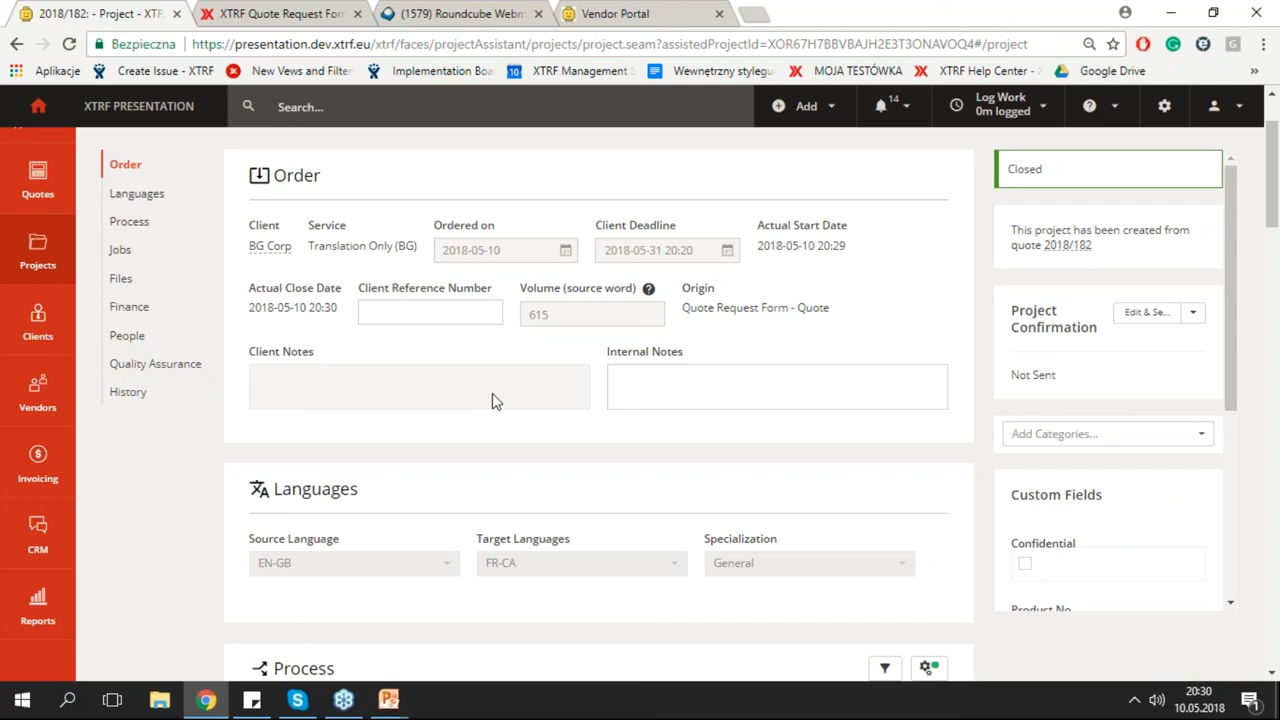 2018/182: - Project - XTR
XTRF Quote Request Form
(1579) Roundcube Webm
Vendor Portal
Bezpieczna
https://presentation.dev.xtrf.eu/xtrf/faces/projectAssistant/projects/project.seam?assistedProjectId=XOR67H7BBVBAJH2E3T3ONAVOQ4#/project
Aplikacje
Create Issue - XTRF
New Vews and Filter
Implementation Boa
10
XTRF Management S
Wewnętrzny stylegu
MOJA TESTÓWKA
XTRF Help Center -
Google Drive
XTRF PRESENTATION
Search...
Add
14
Log Work
0m logged
Quotes
Projects
Clients
Vendors
Invoicing
CRM
Reports
Order
Languages
Process
Jobs
Files
Finance
People
Quality Assurance
History
Order
Client
Service
Ordered on
Client Deadline
Actual Start Date
BG Corp
Translation Only (BG)
2018-05-10
2018-05-31 20:20
2018-05-10 20:29
Actual Close Date
Client Reference Number
Volume (source word)
Origin
2018-05-10 20:30
615
Quote Request Form - Quote
Client Notes
Internal Notes
Languages
Source Language
Target Languages
Specialization
EN-GB
FR-CA
General
Process
Closed
This project has been created from
quote 2018/182
Project
Confirmation
Edit & Se...
Not Sent
Add Categories...
Custom Fields
Confidential
Product No
20:30
10.05.2018
1